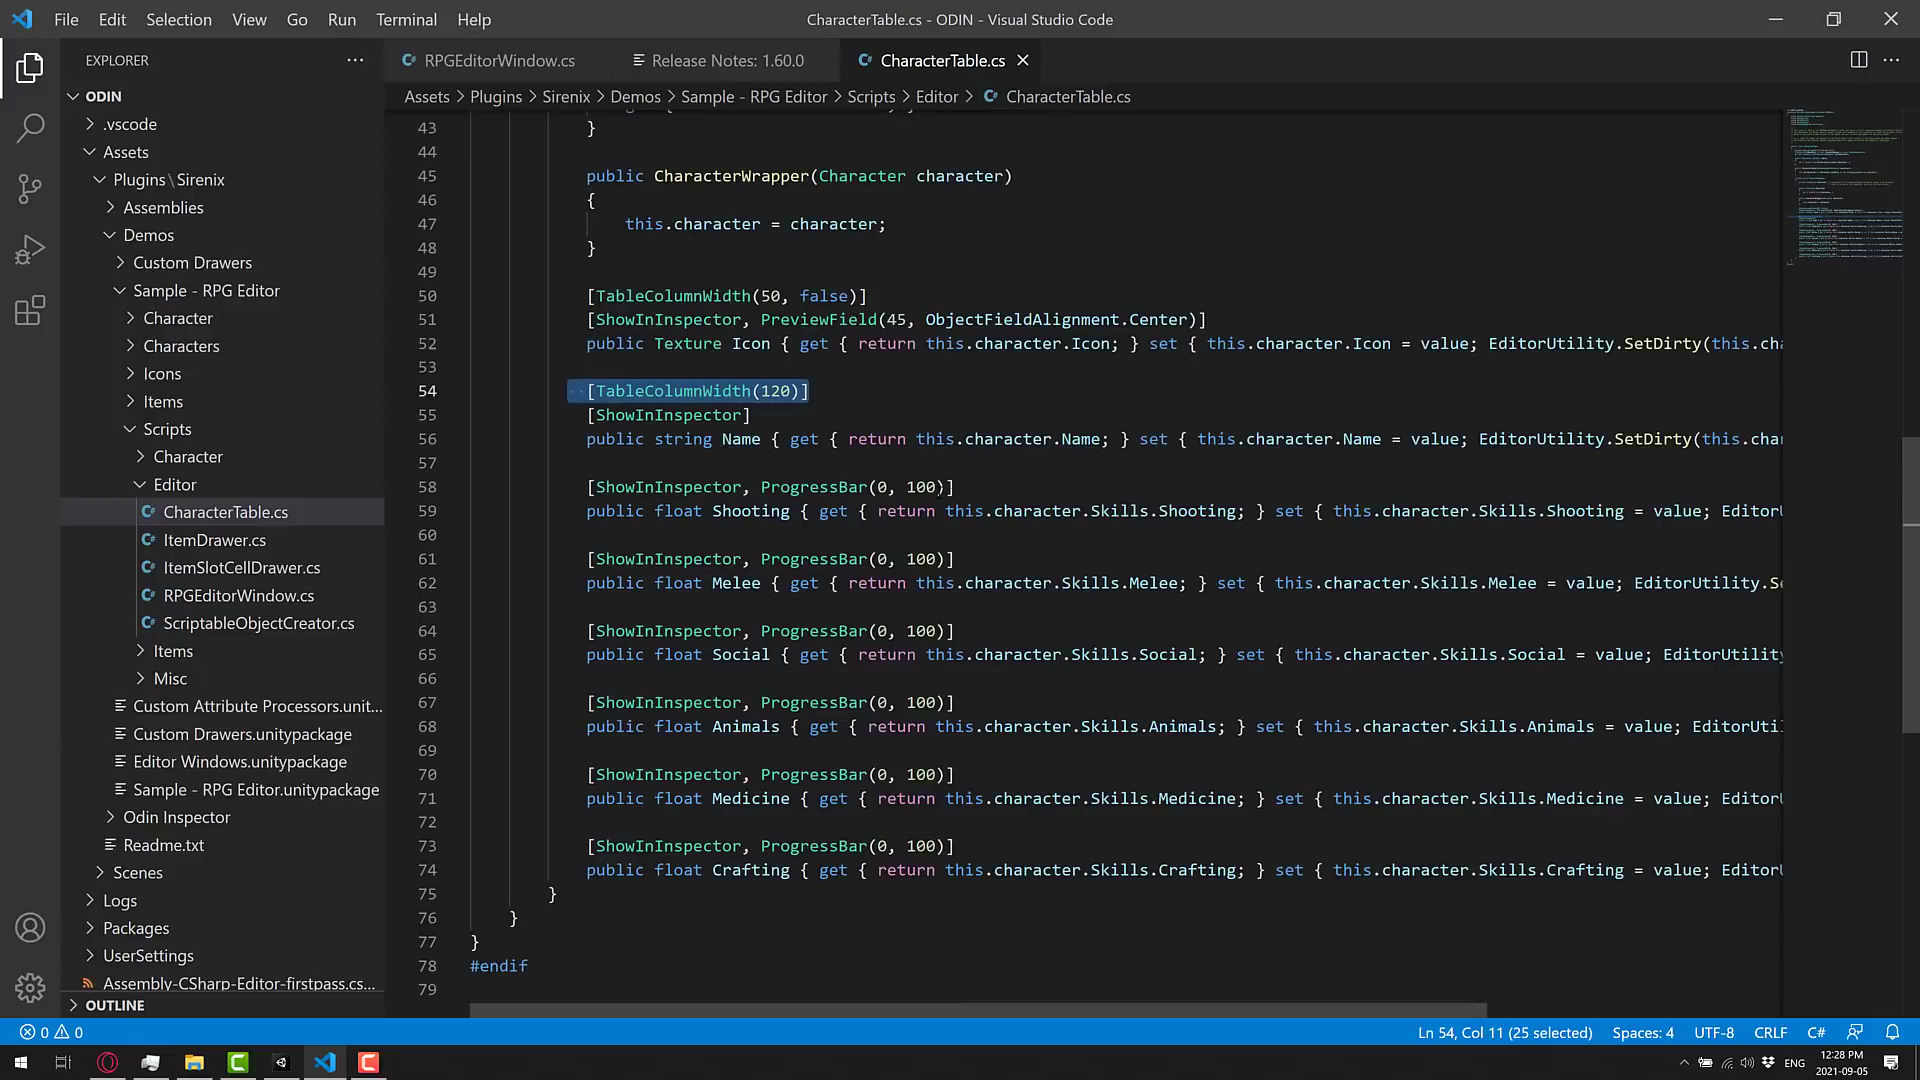 File Edit Selection View Go Run Terminal Help
CharacterTable.cs - ODIN - Visual Studio Code
EXPLORER
RPGEditorWindow.cs
Release Notes: 1.60.0
CharacterTable.cs
Assets > Plugins > Sirenix > Demos > Sample - RPG Editor > Scripts > Editor > CharacterTable.cs
ODIN
.vscode
Assets
Plugins\Sirenix
Assemblies
Demos
Custom Drawers
Sample - RPG Editor
Character
Characters
Icons
Items
Scripts
Character
Editor
CharacterTable.cs
ItemDrawer.cs
ItemSlotCellDrawer.cs
RPGEditorWindow.cs
ScriptableObjectCreator.cs
Items
Misc
Custom Attribute Processors.unit...
Custom Drawers.unitypackage
Editor Windows.unitypackage
Sample - RPG Editor.unitypackage
Odin Inspector
Readme.txt
Scenes
Logs
Packages
UserSettings
Assembly-CSharp-Editor-firstpass.cs...
OUTLINE
43 }
44
45 public CharacterWrapper(Character character)
46 {
47 this.character = character;
48 }
49
50 [TableColumnWidth(50, false)]
51 [ShowInInspector, PreviewField(45, ObjectFieldAlignment.Center)]
52 public Texture Icon { get { return this.character.Icon; } set { this.character.Icon = value; EditorUtility.SetDirty(this.cha
53
54 [TableColumnWidth(120)]
55 [ShowInInspector]
56 public string Name { get { return this.character.Name; } set { this.character.Name = value; EditorUtility.SetDirty(this.char
57
58 [ShowInInspector, ProgressBar(0, 100)]
59 public float Shooting { get { return this.character.Skills.Shooting; } set { this.character.Skills.Shooting = value; EditorU
60
61 [ShowInInspector, ProgressBar(0, 100)]
62 public float Melee { get { return this.character.Skills.Melee; } set { this.character.Skills.Melee = value; EditorUtility.Se
63
64 [ShowInInspector, ProgressBar(0, 100)]
65 public float Social { get { return this.character.Skills.Social; } set { this.character.Skills.Social = value; EditorUtility
66
67 [ShowInInspector, ProgressBar(0, 100)]
68 public float Animals { get { return this.character.Skills.Animals; } set { this.character.Skills.Animals = value; EditorUtil
69
70 [ShowInInspector, ProgressBar(0, 100)]
71 public float Medicine { get { return this.character.Skills.Medicine; } set { this.character.Skills.Medicine = value; EditorU
72
73 [ShowInInspector, ProgressBar(0, 100)]
74 public float Crafting { get { return this.character.Skills.Crafting; } set { this.character.Skills.Crafting = value; EditorU
75 }
76 }
77 }
78 #endif
79
0 0
Ln 54, Col 11 (25 selected) Spaces: 4 UTF-8 CRLF C#
ENG
12:28 PM
2021-09-05